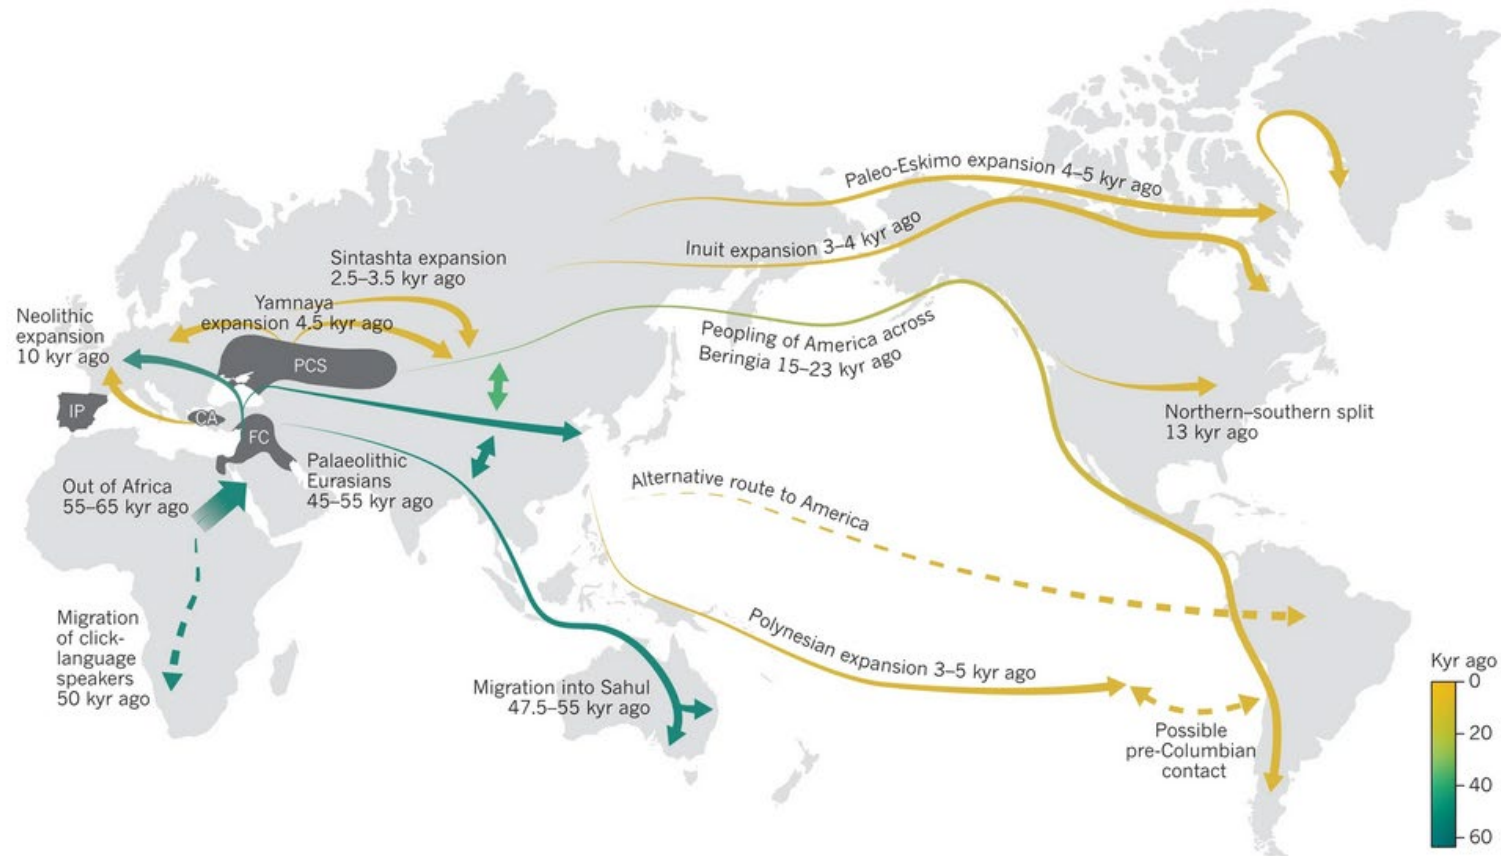 Paleo-Eskimo expansion 4–5 kyr ago
Inuit expansion 3–4 kyr ago
Sintashta expansion
2.5–3.5 kyr ago
Yamnaya
expansion 4.5 kyr ago
Neolithic
expansion
10 kyr ago
PCS
Peopling of America across
Beringia 15–23 kyr ago
IP
CA
FC
Northern–southern split
13 kyr ago
Palaeolithic
Eurasians
45–55 kyr ago
Out of Africa
55–65 kyr ago
Alternative route to America
Migration
of click-
language
speakers
50 kyr ago
Polynesian expansion 3–5 kyr ago
Migration into Sahul
47.5–55 kyr ago
Possible
pre-Columbian
contact
Kyr ago
0
20
40
60